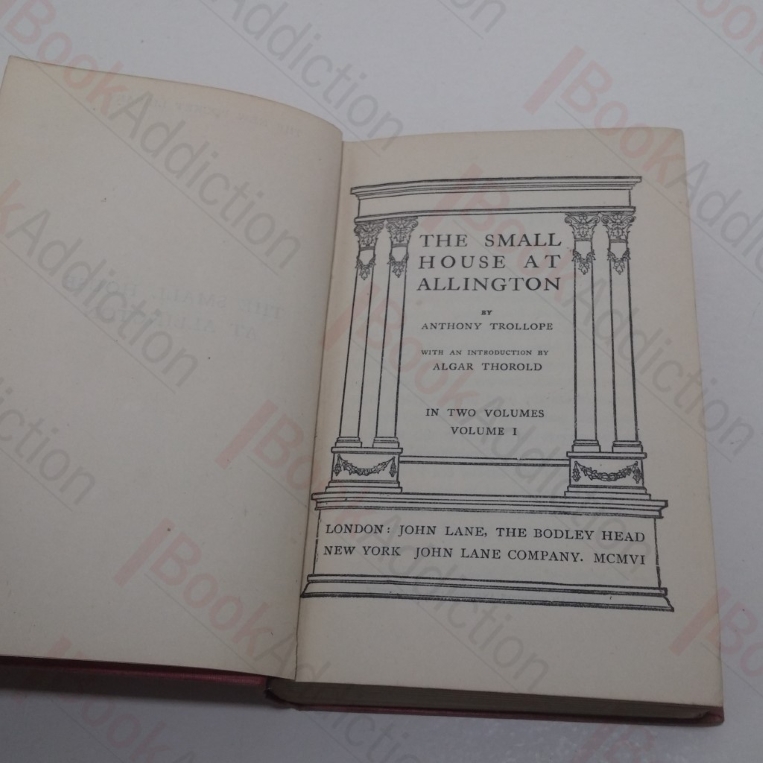 THE SMALL
HOUSE AT
ALLINGTON
BY
ANTHONY TROLLOPE
WITH AN INTRODUCTION BY
ALGAR THOROLD
IN TWO VOLUMES
VOLUME I
LONDON: JOHN LANE, THE BODLEY HEAD
NEW YORK JOHN LANE COMPANY. MCMVI
BookAddiction